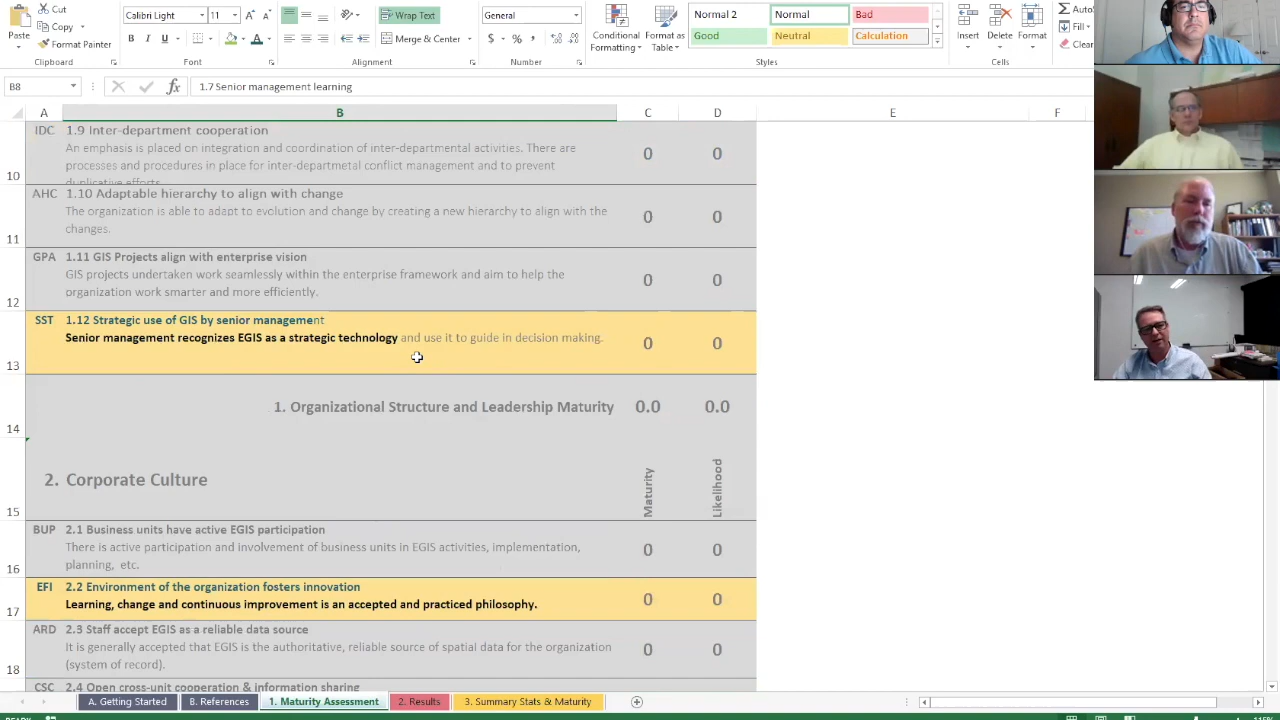 Cut
Copy
Format Painter
Paste
Clipboard
Calibri Light
11
A
A
B
I
U
A
Font
Wrap Text
Merge & Center
Alignment
General
$
%
,
Number
Conditional
Formatting
Format as
Table
Normal 2
Normal
Bad
Good
Neutral
Calculation
Styles
Insert
Delete
Format
Cells
Fill
Clear
B8
fx
1.7 Senior management learning
A
B
C
D
E
F
IDC
1.9 Inter-department cooperation
An emphasis is placed on integration and coordination of inter-departmental activities. There are
processes and procedures in place for inter-departmetal conflict management and to prevent
duplicative efforts.
0
0
10
AHC
1.10 Adaptable hierarchy to align with change
The organization is able to adapt to evolution and change by creating a new hierarchy to align with the
changes.
0
0
11
GPA
1.11 GIS Projects align with enterprise vision
GIS projects undertaken work seamlessly within the enterprise framework and aim to help the
organization work smarter and more efficiently.
0
0
12
SST
1.12 Strategic use of GIS by senior management
Senior management recognizes EGIS as a strategic technology and use it to guide in decision making.
0
0
13
1. Organizational Structure and Leadership Maturity
0.0
0.0
14
2. Corporate Culture
Maturity
Likelihood
15
BUP
2.1 Business units have active EGIS participation
There is active participation and involvement of business units in EGIS activities, implementation,
planning, etc.
0
0
16
EFI
2.2 Environment of the organization fosters innovation
Learning, change and continuous improvement is an accepted and practiced philosophy.
0
0
17
ARD
2.3 Staff accept EGIS as a reliable data source
It is generally accepted that EGIS is the authoritative, reliable source of spatial data for the organization
(system of record).
0
0
18
CSC
2.4 Open cross-unit cooperation & information sharing
A. Getting Started
B. References
1. Maturity Assessment
2. Results
3. Summary Stats & Maturity